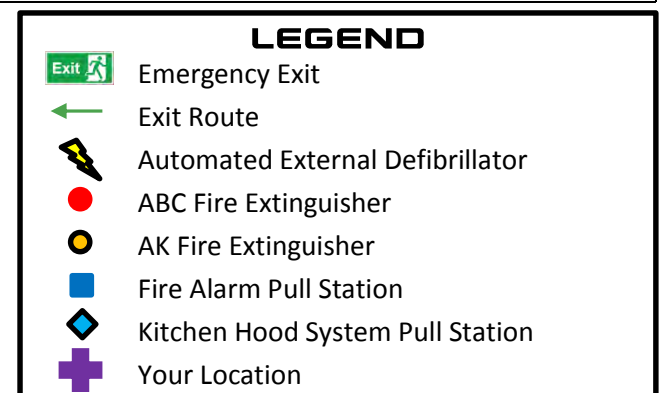 LEGEND
Exit Emergency Exit
Exit Route
Automated External Defibrillator
ABC Fire Extinguisher
AK Fire Extinguisher
Fire Alarm Pull Station
Kitchen Hood System Pull Station
Your Location